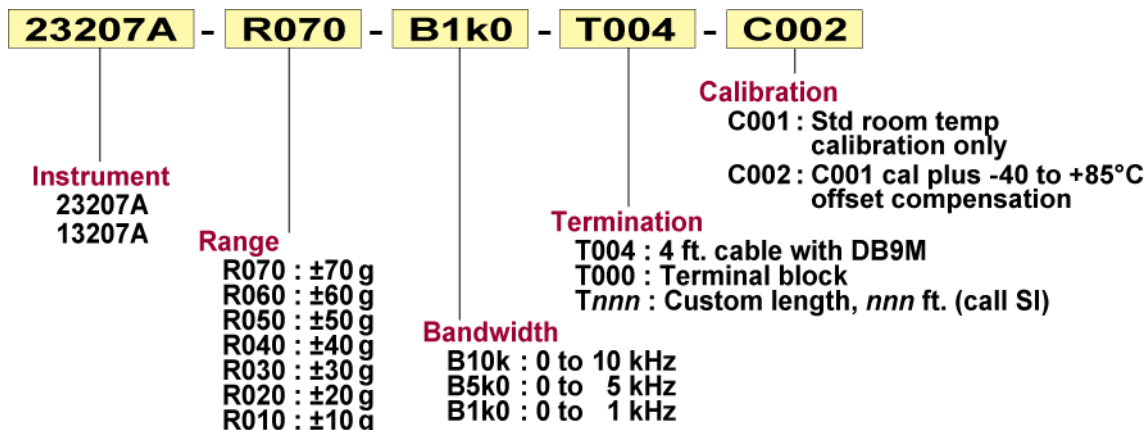 23207A - R070 - B1k0 - T004 - C002
Calibration
C001 : Std room temp
calibration only
C002 : C001 cal plus -40 to +85°C
offset compensation
Instrument
23207A
13207A
Termination
T004 : 4 ft. cable with DB9M
T000 : Terminal block
Tnnn : Custom length, nnn ft. (call SI)
Range
R070 : ±70 g
R060 : ±60 g
R050 : ±50 g
R040 : ±40 g
R030 : ±30 g
R020 : ±20 g
R010 : ±10 g
Bandwidth
B10k : 0 to 10 kHz
B5k0 : 0 to 5 kHz
B1k0 : 0 to 1 kHz